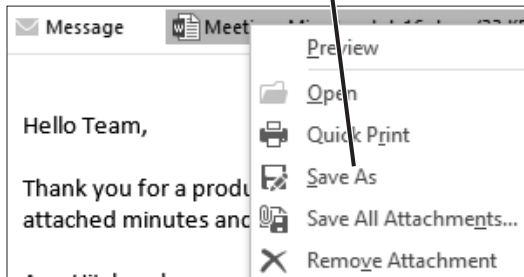 Message Meet
Preview
Open
Hello Team,
Quick Print
Save As
Thank you for a produ
attached minutes and
Save All Attachments...
Remove Attachment